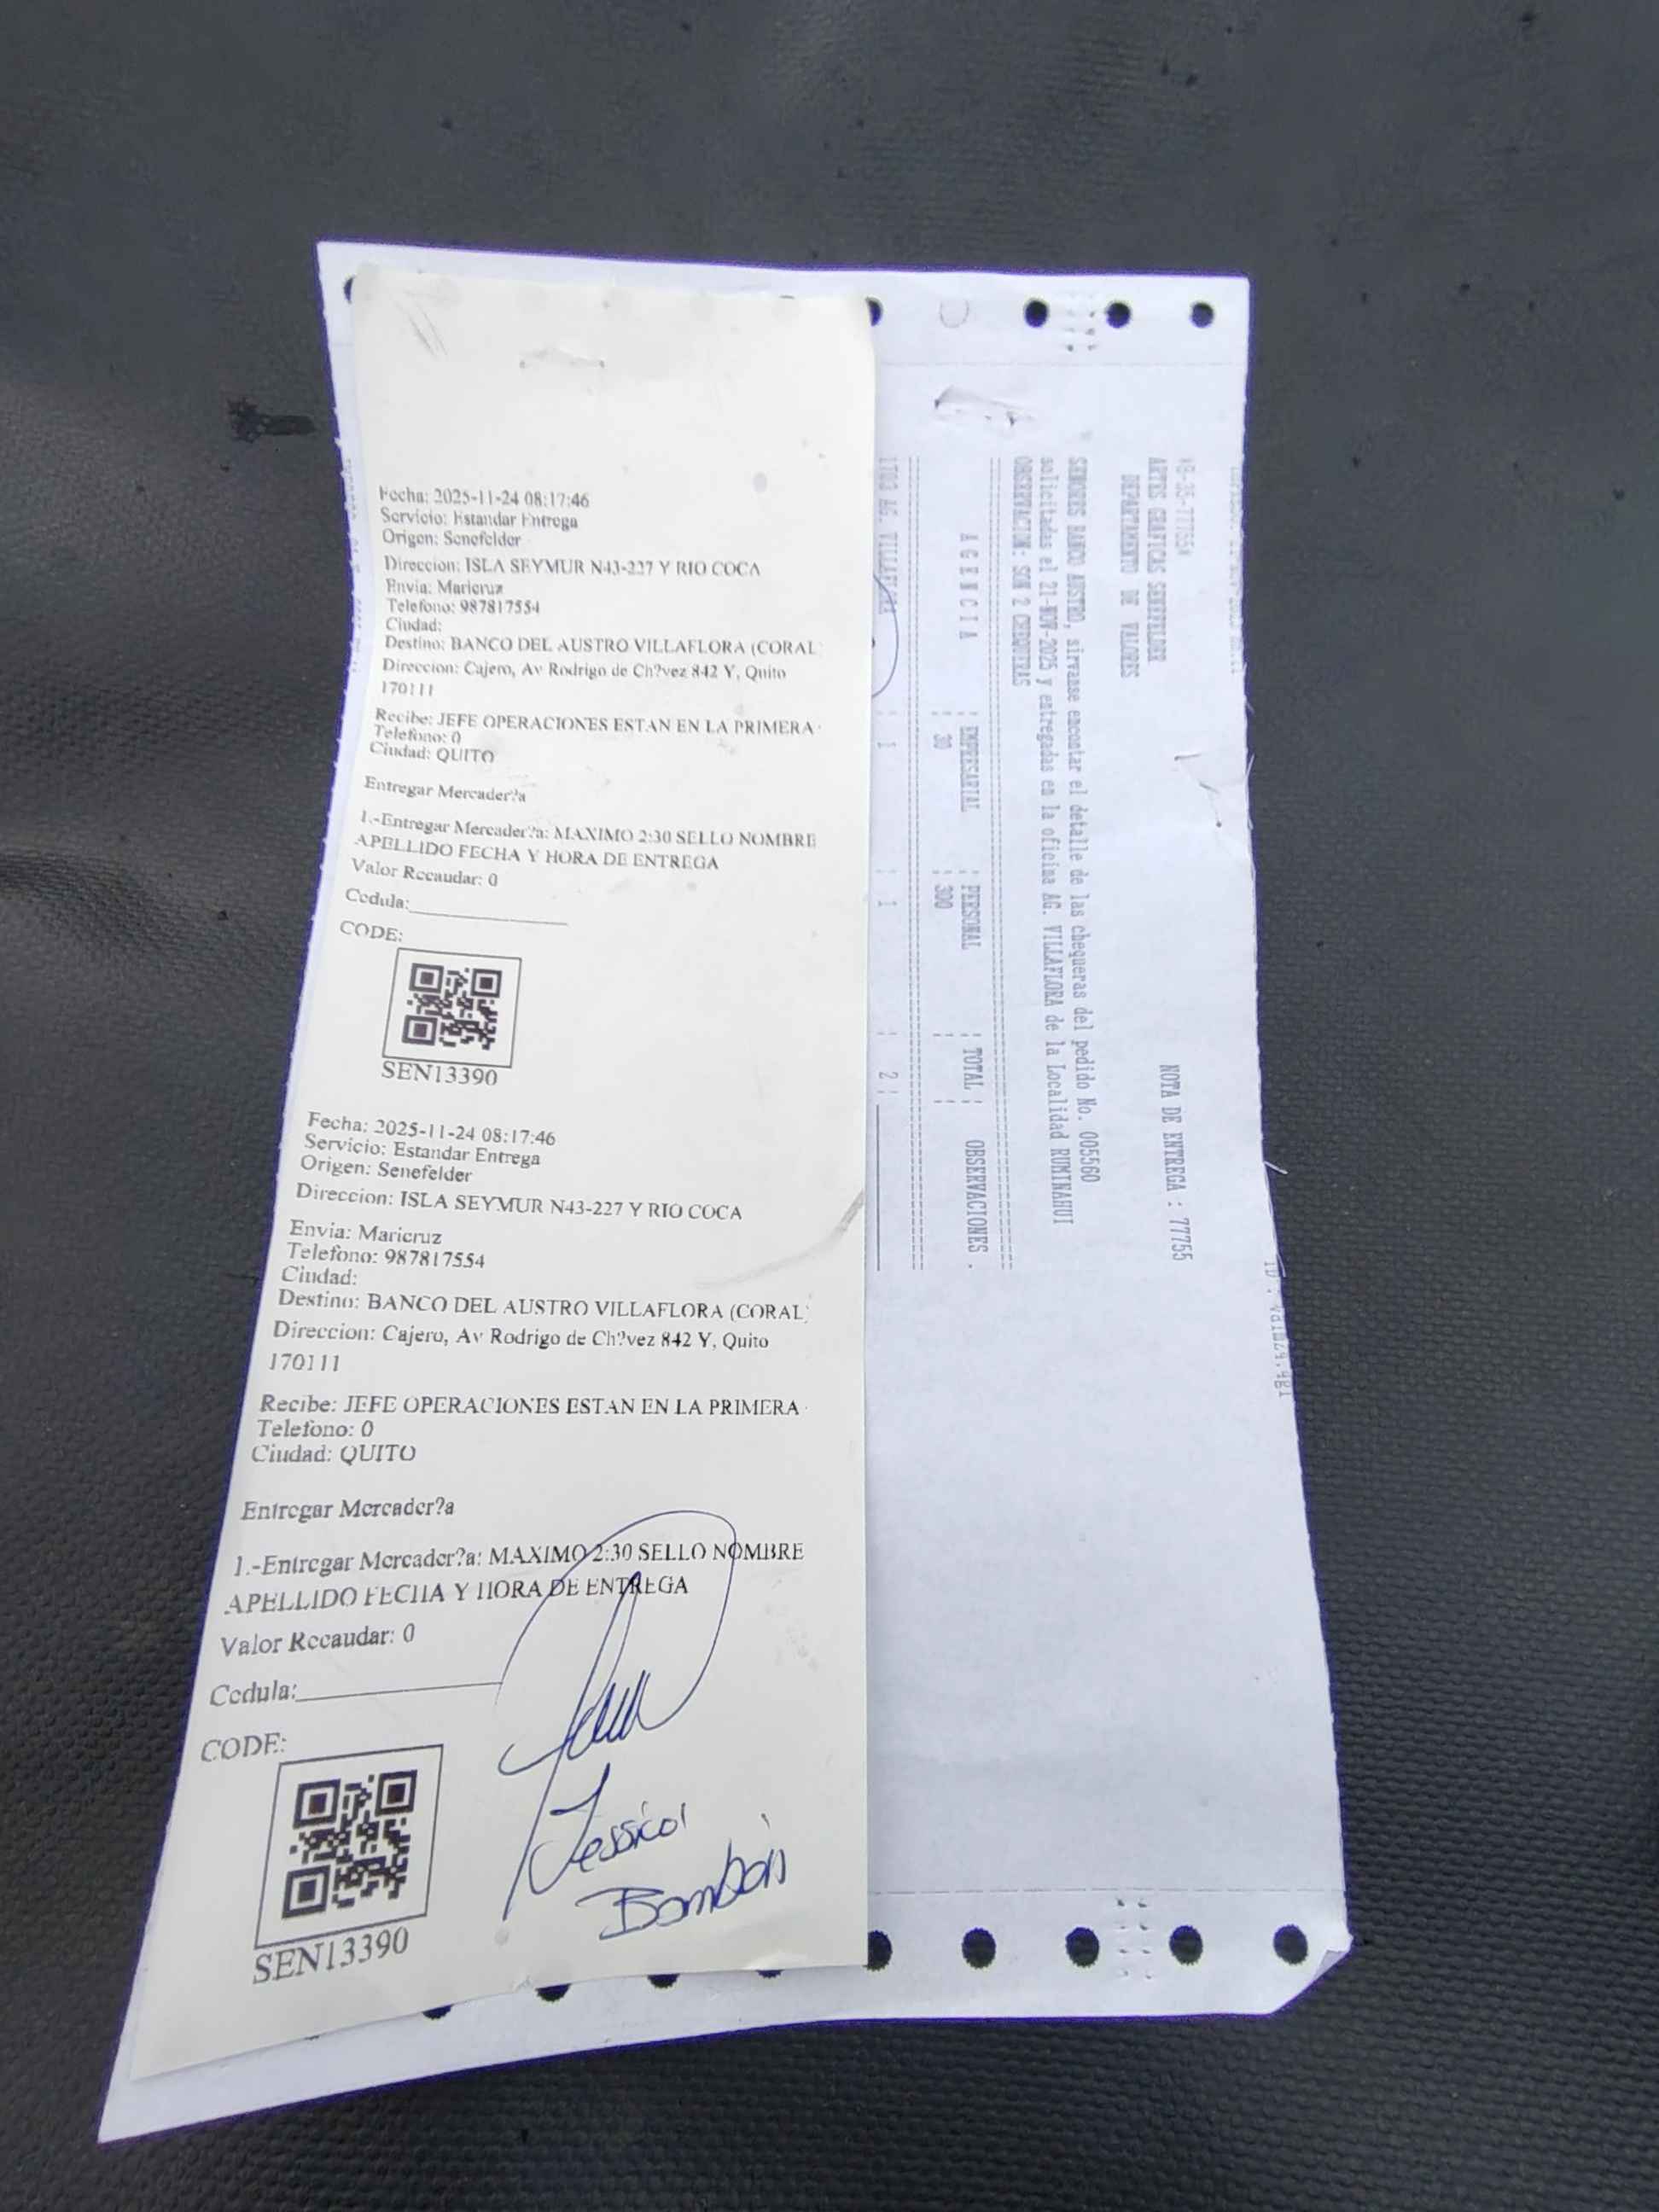 Fecha: 2025-11-24 08:17:46
Servicio: Estandar Entrega
Origen: Senefelder
Direccion: ISLA SEYMUR N43-227 Y RIO COCA
Envia: Maricruz
Telefono: 987817554
Ciudad:
Destino: BANCO DEL AUSTRO VILLAFLORA (CORAL
Direccion: Cajero, Av Rodrigo de Ch?vez 842 Y, Quito
170111
Recibe: JEFE OPERACIONES ESTAN EN LA PRIMERA
Telefono: 0
Ciudad: QUITO
Entregar Mercader?a
1.-Entregar Mercader?a: MAXIMO 2:30 SELLO NOMBRE
APELLIDO FECHA Y HORA DE ENTREGA
Valor Recaudar: 0
Cedula:
CODE:
SEN13390
Fecha: 2025-11-24 08:17:46
Servicio: Estandar Entrega
Origen: Senefelder
Direccion: ISLA SEYMUR N43-227 Y RIO COCA
Envia: Maricruz
Telefono: 987817554
Ciudad:
Destino: BANCO DEL AUSTRO VILLAFLORA (CORAL
Direccion: Cajero, Av Rodrigo de Ch?vez 842 Y, Quito
170111
Recibe: JEFE OPERACIONES ESTAN EN LA PRIMERA
Telefono: 0
Ciudad: QUITO
Entregar Mercader?a
1.-Entregar Mercader?a: MAXIMO 2:30 SELLO NOMBRE
APELLIDO FECHA Y HORA DE ENTREGA
Valor Recaudar: 0
Cedula:
CODE:
SEN13390
Jessica
Bombón
ARTES GRAFICAS SENEFELDER
DEPARTAMENTO DE VALORES
NOTA DE ENTREGA : 77755
SEÑORES BANCO AUSTRO, sirvanse encontar el detalle de las chequeras del pedido No. 005560
solicitadas el 21-NOV-2025 y entregadas en la oficina AG. VILLAFLORA de la Localidad RUMINAHUI
OBSERVACION: SON 2 CHEQUERAS
A G E N C I A : EMPRESARIAL : PERSONAL : TOTAL : OBSERVACIONES .
: 30 : 300 : :
1703 AG. VILLAFLORA : 1 : 1 : 2 :